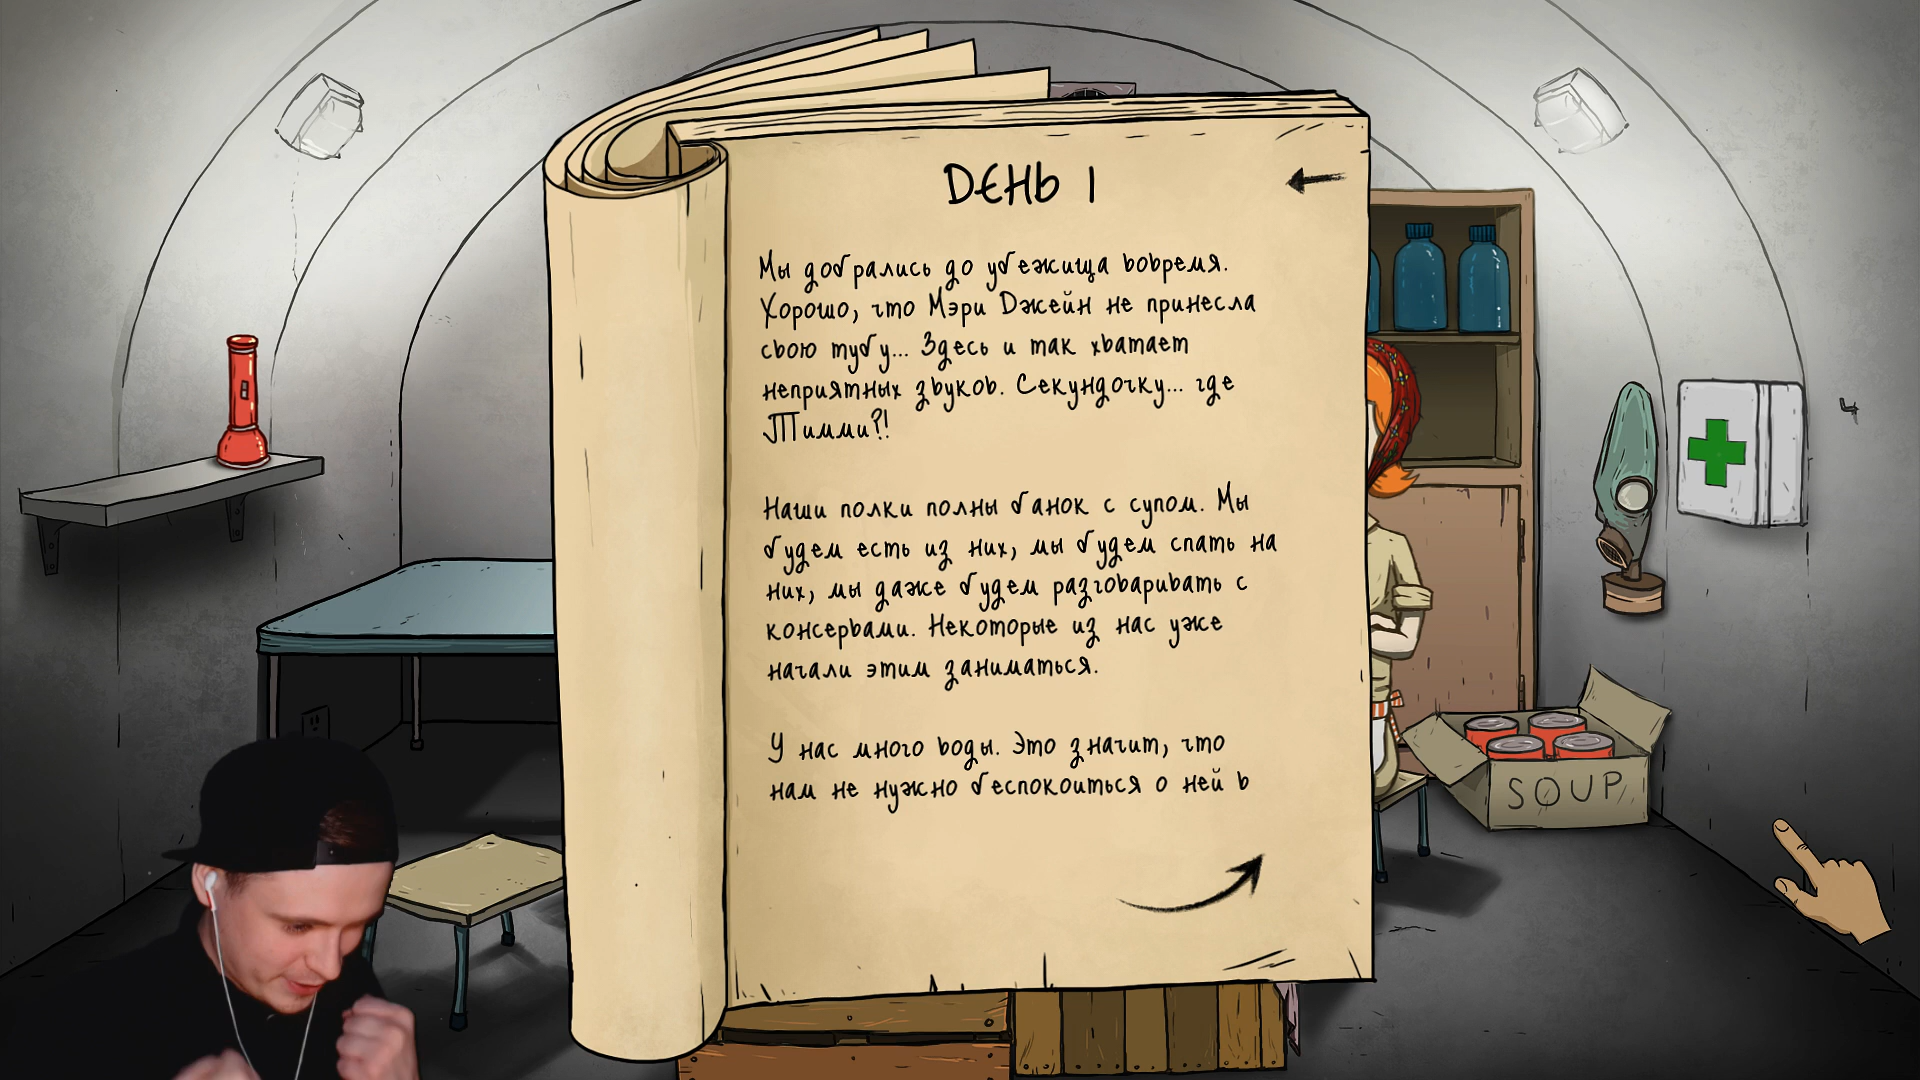 ДЕНЬ 1
Мы добрались до убежища вовремя.
Хорошо, что Мэри Джейн не принесла
свою тубу... Здесь и так хватает
неприятных звуков. Секундочку... где
Тимми?!
Наши полки полны банок с супом. Мы
будем есть из них, мы будем спать на
них, мы даже будем разговаривать с
консервами. Некоторые из нас уже
начали этим заниматься.
У нас много воды. Это значит, что
нам не нужно беспокоиться о ней в
SOUP